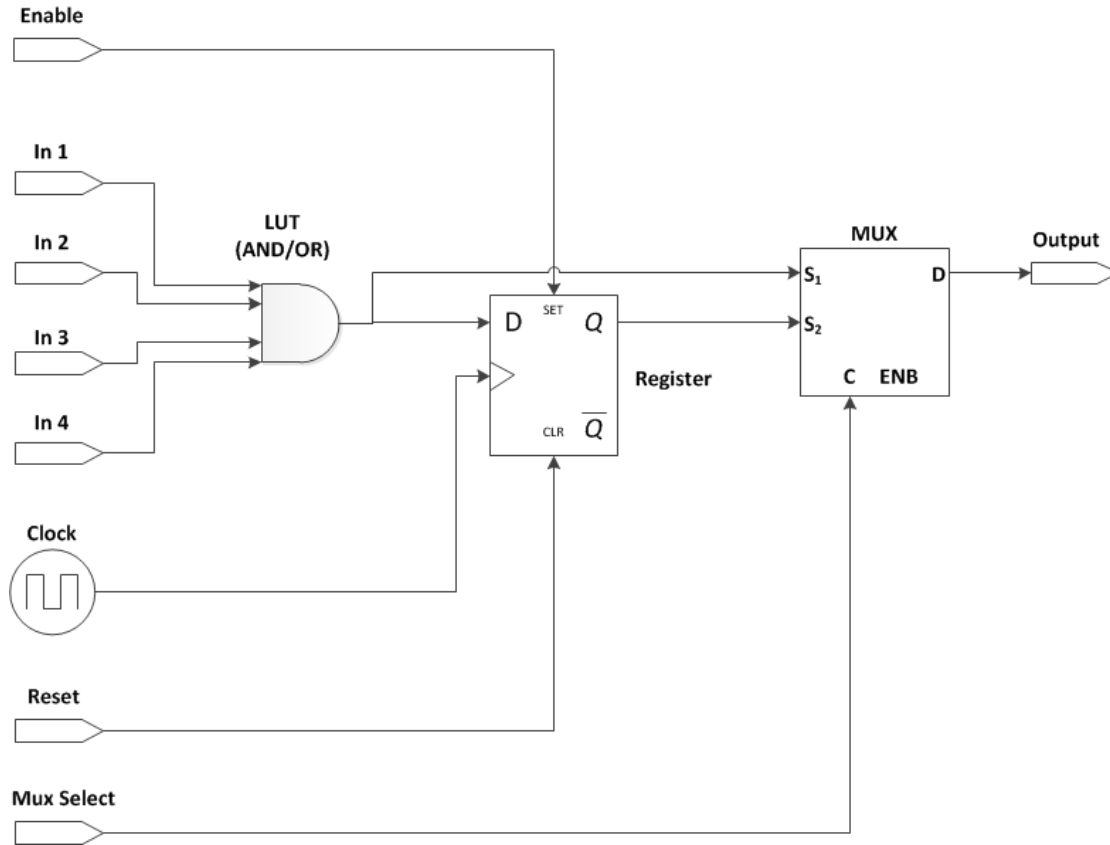 Enable
In 1
In 2
In 3
In 4
LUT
(AND/OR)
D
SET
Q
CLR
Q
Register
MUX
S₁
S₂
D
C ENB
Output
Clock
Reset
Mux Select